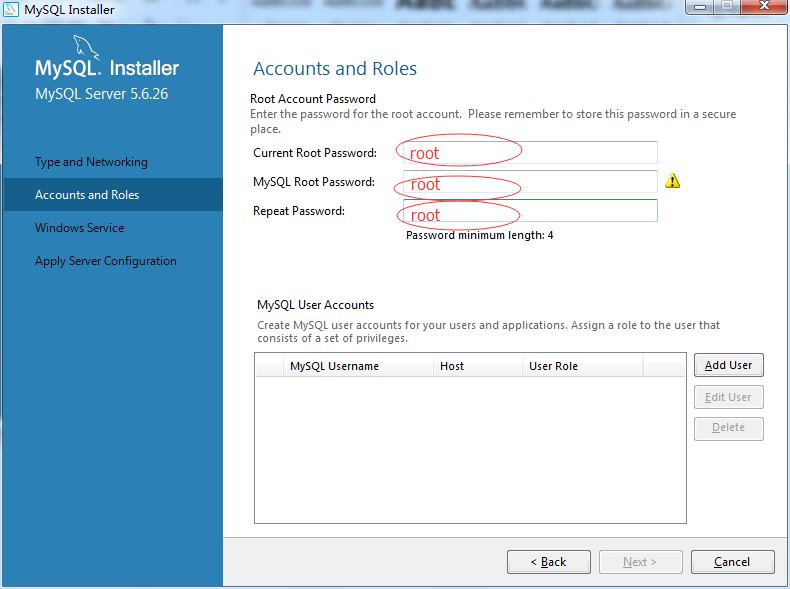 MySQL Installer
MySQL. Installer
MySQL Server 5.6.26
Type and Networking
Accounts and Roles
Windows Service
Apply Server Configuration
Accounts and Roles
Root Account Password
Enter the password for the root account. Please remember to store this password in a secure
place.
Current Root Password: root
MySQL Root Password: root
Repeat Password: root
Password minimum length: 4
MySQL User Accounts
Create MySQL user accounts for your users and applications. Assign a role to the user that
consists of a set of privileges.
MySQL Username Host User Role
Add User
Edit User
Delete
< Back Next > Cancel